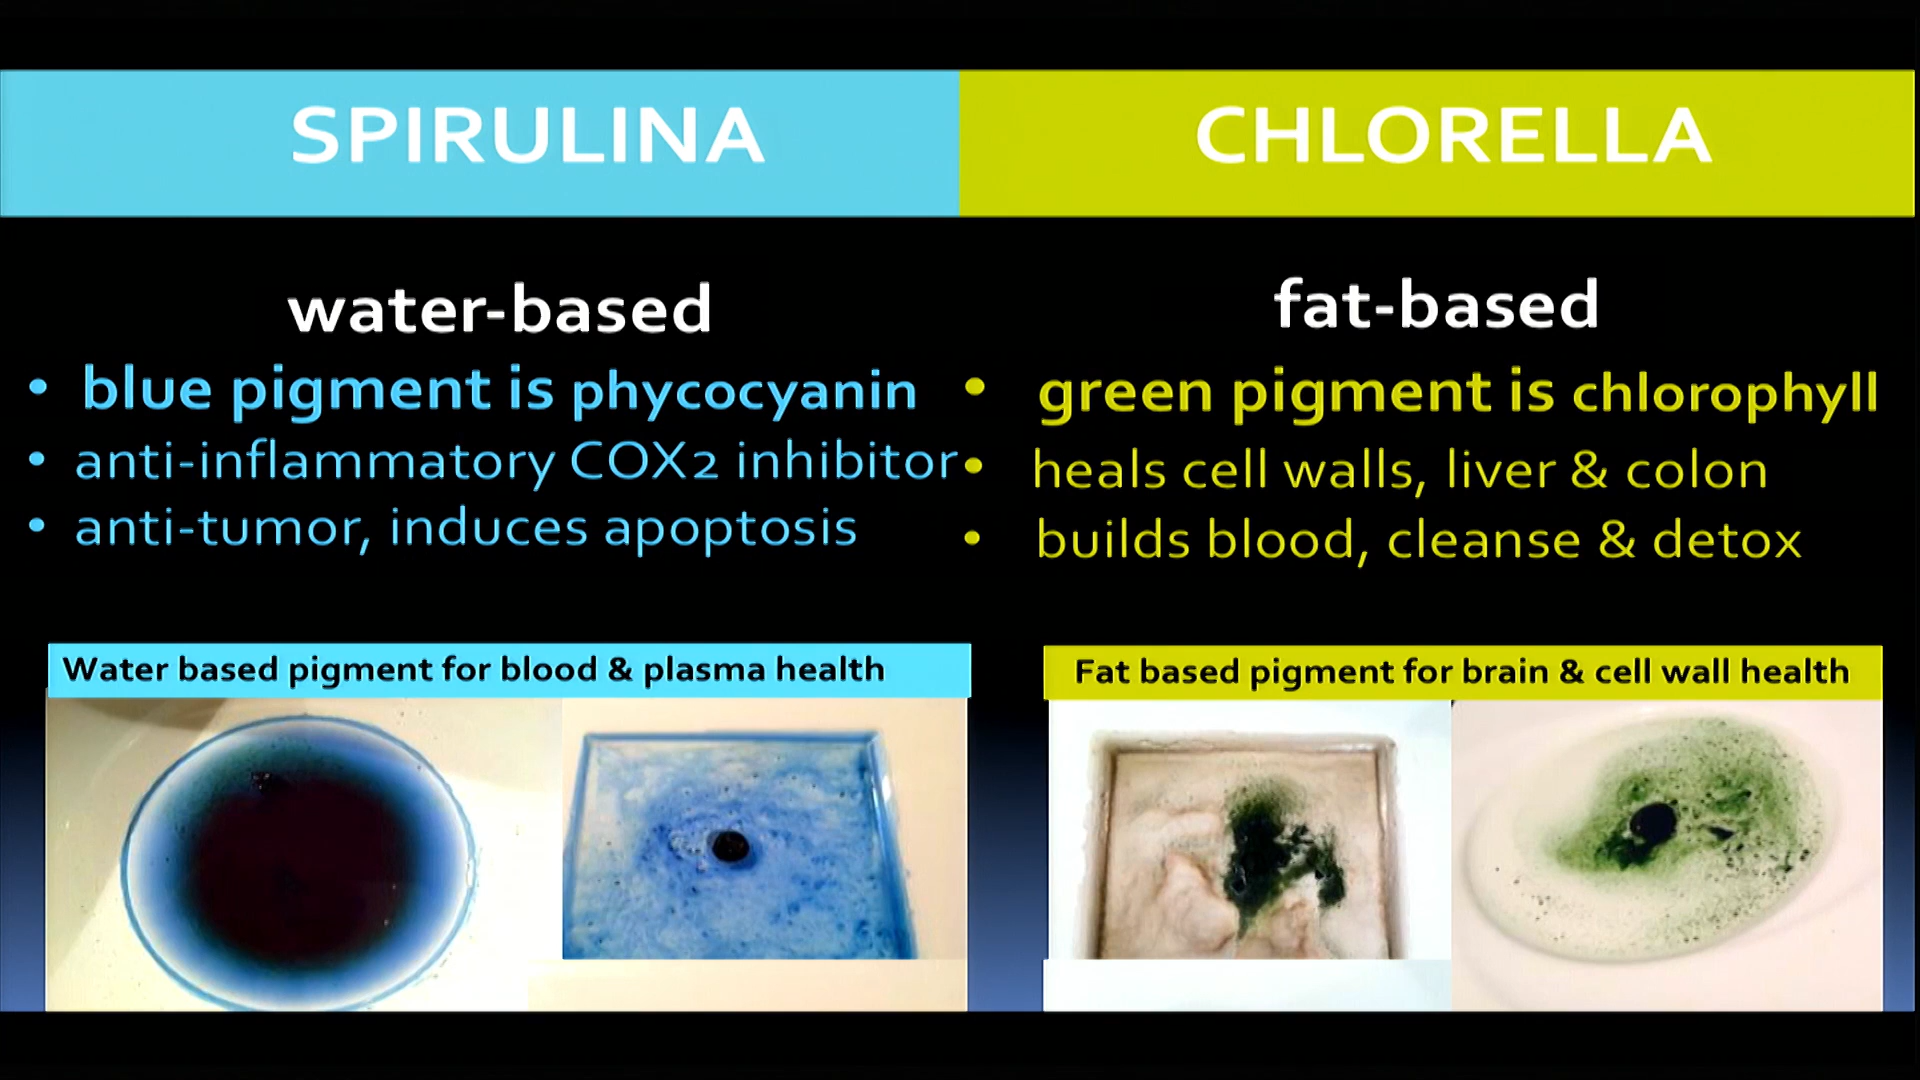 SPIRULINA
water-based
• blue pigment is phycocyanin
• anti-inflammatory COX2 inhibitor
• anti-tumor, induces apoptosis
Water based pigment for blood & plasma health
CHLORELLA
fat-based
• green pigment is chlorophyll
• heals cell walls, liver & colon
• builds blood, cleanse & detox
Fat based pigment for brain & cell wall health